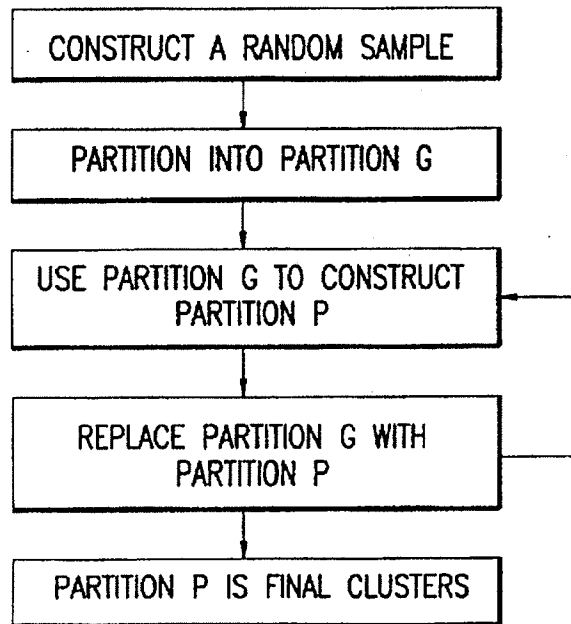 CONSTRUCT A RANDOM SAMPLE
PARTITION INTO PARTITION G
USE PARTITION G TO CONSTRUCT
PARTITION P
REPLACE PARTITION G WITH
PARTITION P
PARTITION P IS FINAL CLUSTERS